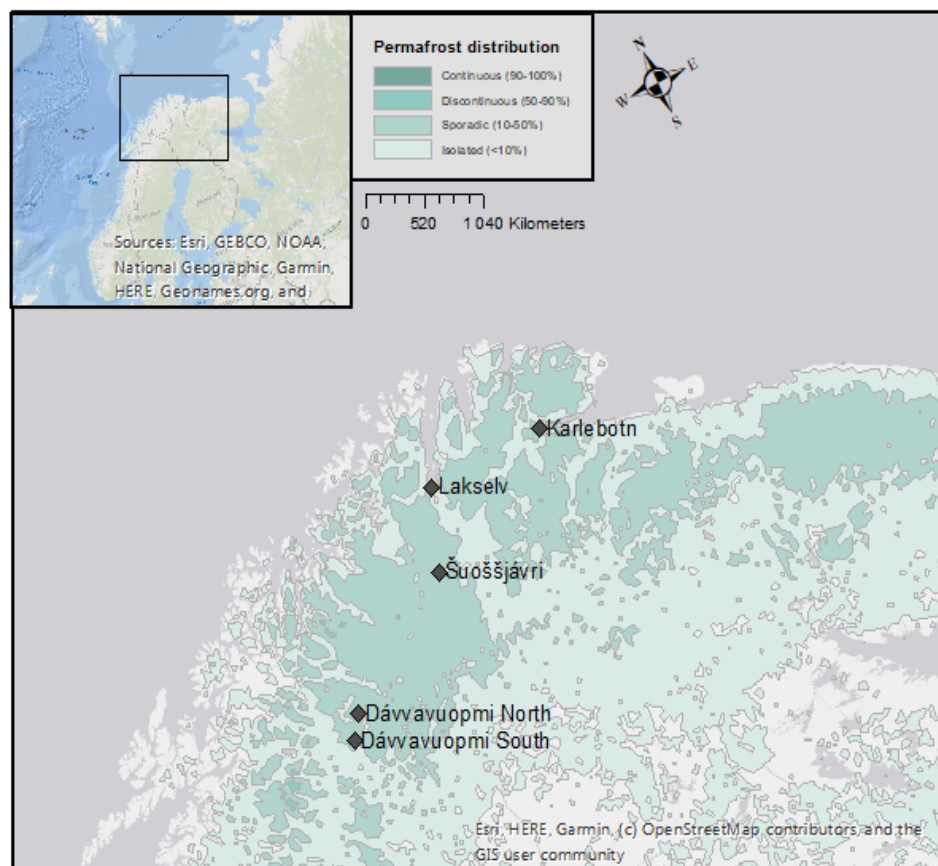 Permafrost distribution
Continuous (90-100%)
Discontinuous (50-90%)
Sporadic (10-50%)
Isolated (<10%)
N
E
W
S
0 520 1 040 Kilometers
Sources: Esri, GEBCO, NOAA,
National Geographic, Garmin,
HERE, Geonames.org, and
Karlebotn
Lakselv
Šuoššjávri
Dávvavuopmi North
Dávvavuopmi South
Esri, HERE, Garmin, (c) OpenStreetMap contributors, and the
GIS user community